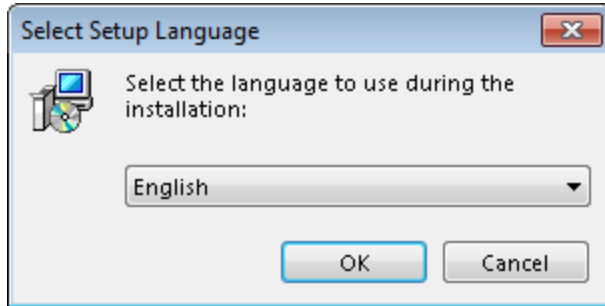 Select Setup Language
Select the language to use during the
installation:
English
OK
Cancel